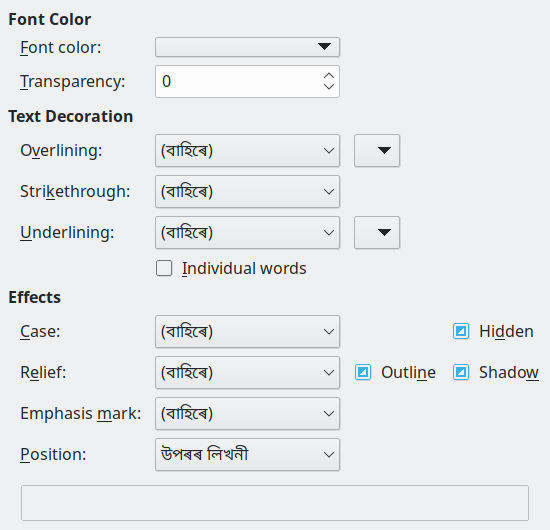 Font Color
Font color:
Transparency: 0
Text Decoration
Overlining: (বাহিৰে)
Strikethrough: (বাহিৰে)
Underlining: (বাহিৰে)
Individual words
Effects
Case: (বাহিৰে) Hidden
Relief: (বাহিৰে) Outline Shadow
Emphasis mark: (বাহিৰে)
Position: উপৰৰ লিখনী